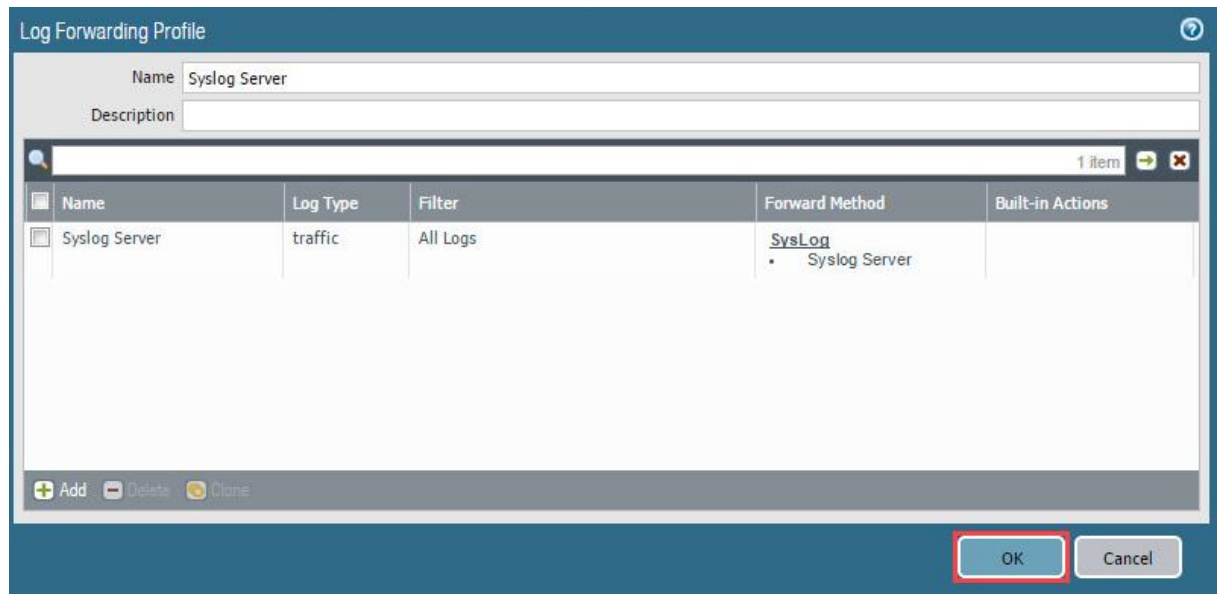 Log Forwarding Profile
Name Syslog Server
Description
1 item
Name Log Type Filter Forward Method Built-in Actions
Syslog Server traffic All Logs SysLog
• Syslog Server
Add Delete Clone
OK Cancel